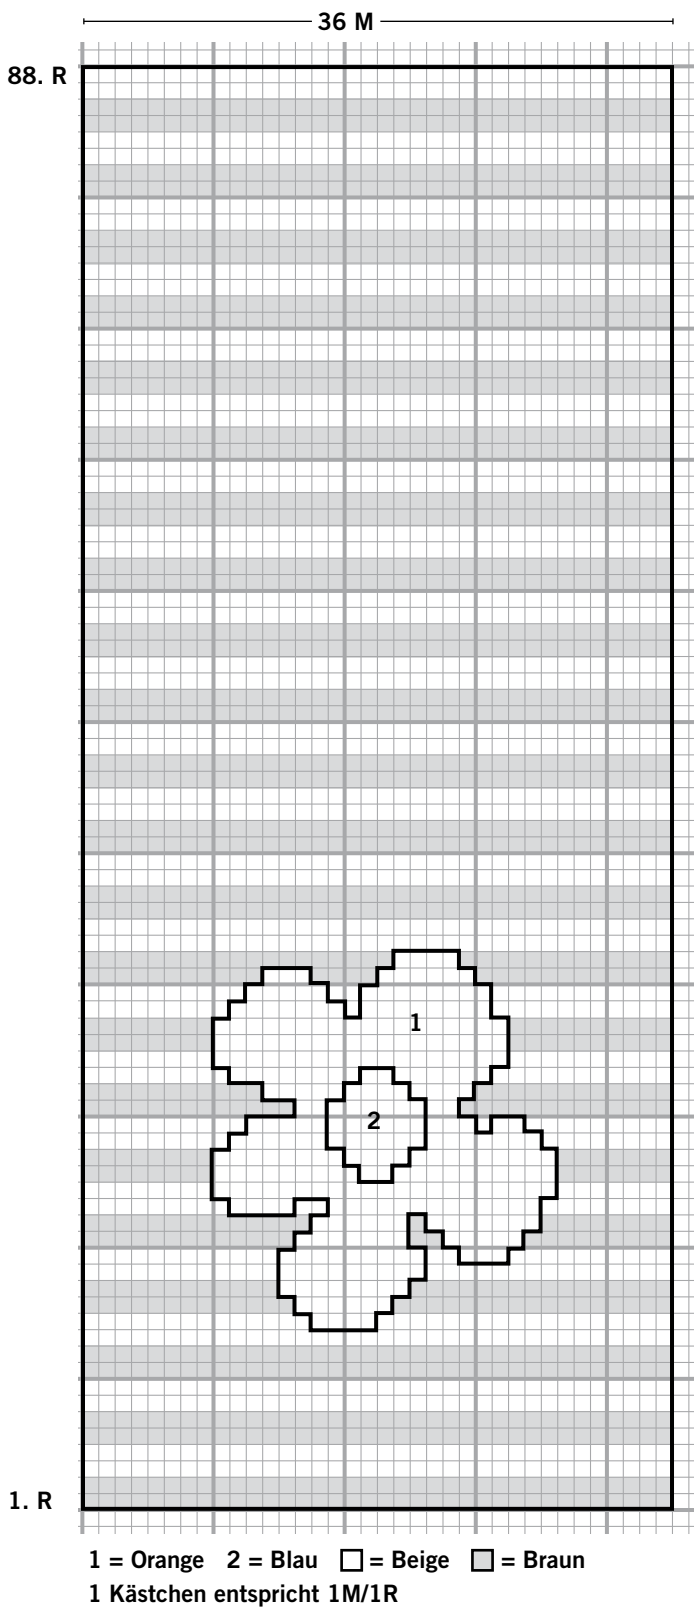 36 M
88. R
1
2
1. R
1 = Orange 2 = Blau = Beige = Braun
1 Kästchen entspricht 1M/1R